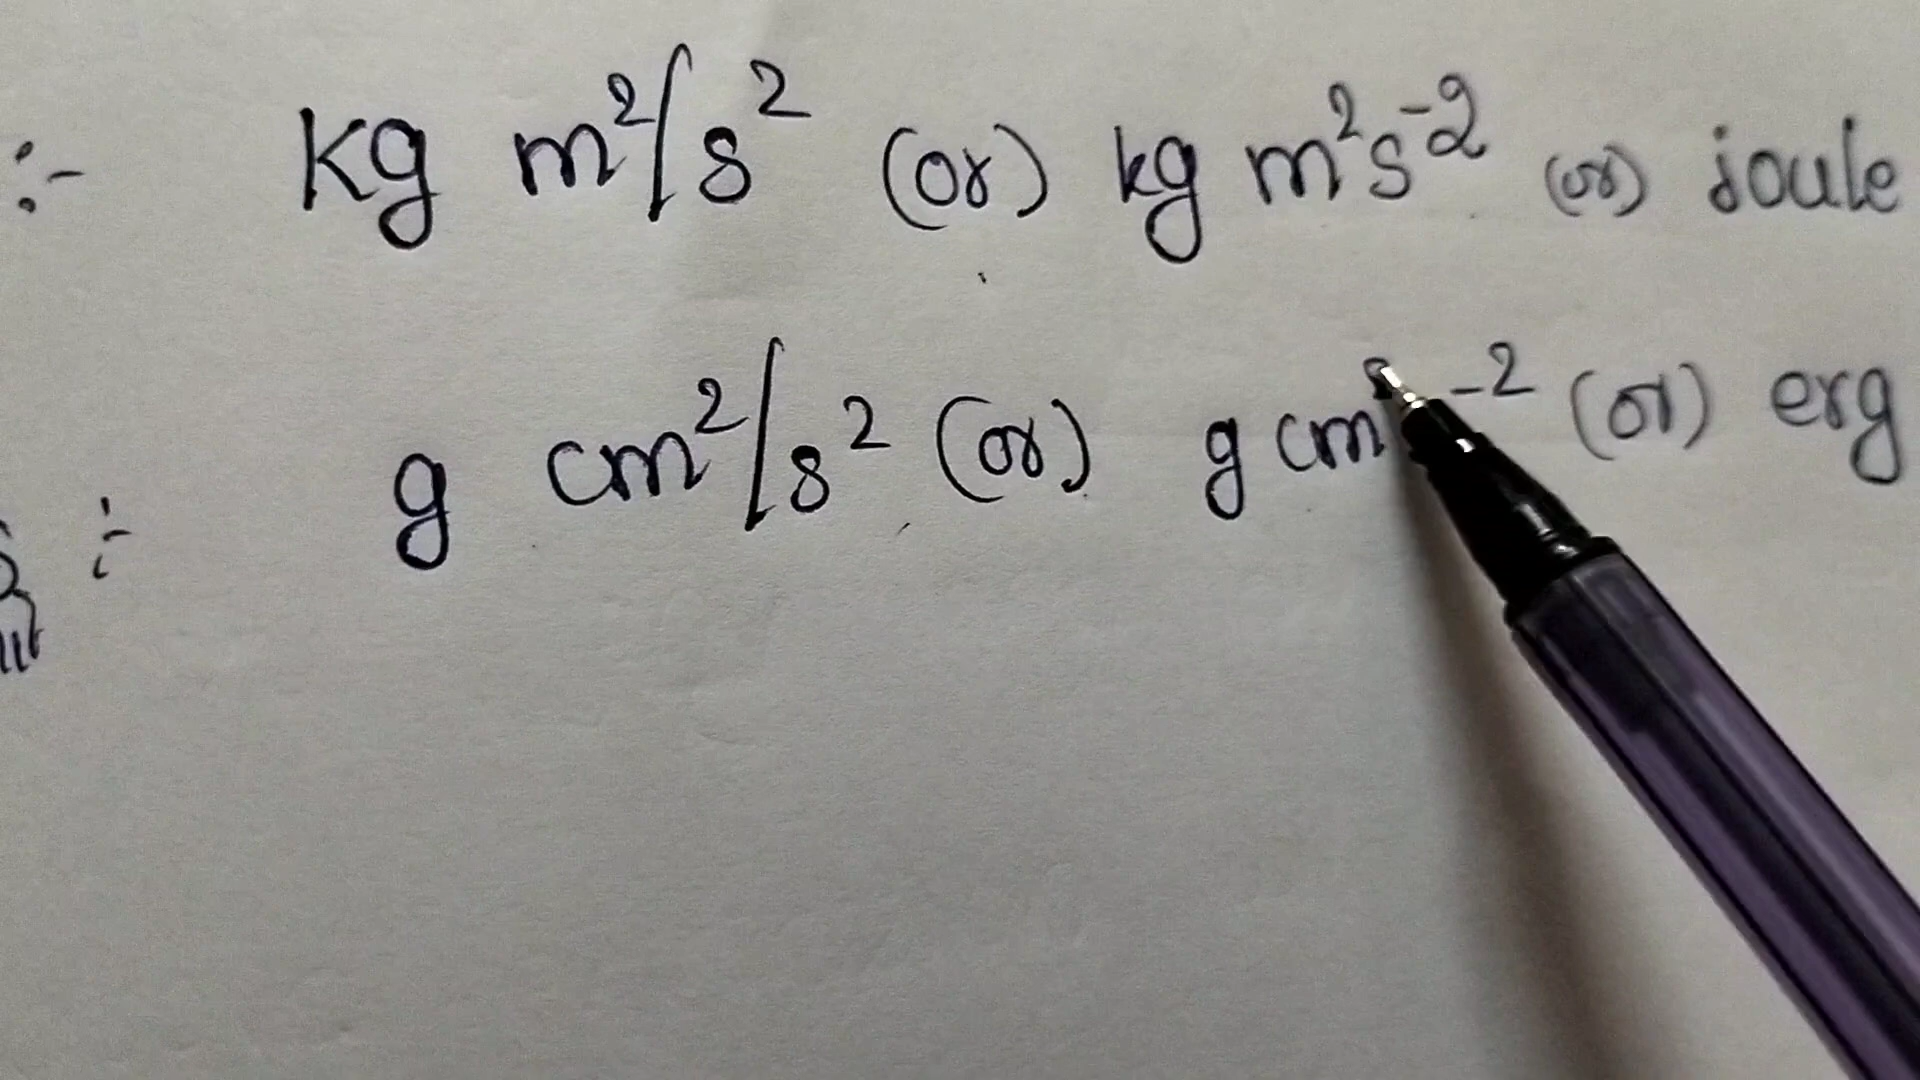 :- Kg m²/s² (or) kg m²s⁻² (or) joule
:- g cm²/s² (or) g cm ⁻² (or) erg